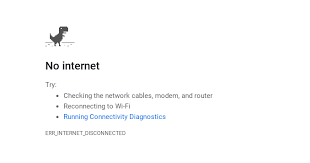 No internet
Try:
Checking the network cables, modem, and router
Reconnecting to Wi-Fi
Running Connectivity Diagnostics
ERR_INTERNET_DISCONNECTED